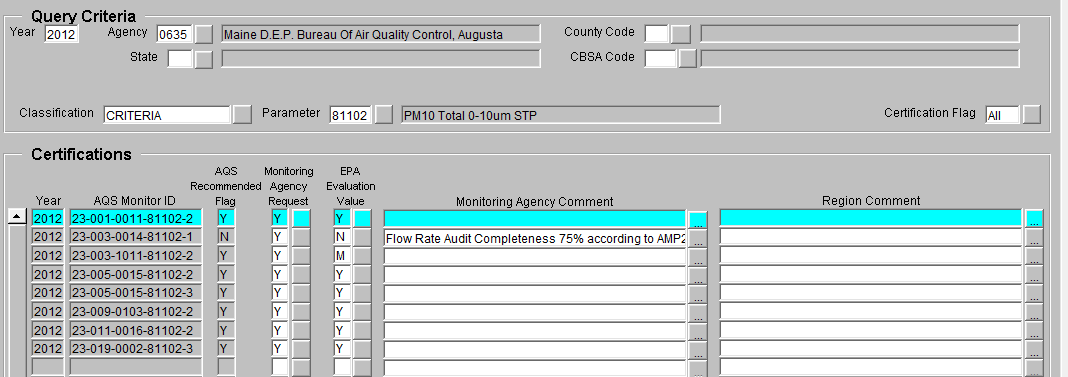 Query Criteria
Year 2012 Agency 0635 Maine D.E.P. Bureau Of Air Quality Control, Augusta County Code
State CBSA Code
Classification CRITERIA Parameter 81102 PM10 Total 0-10um STP Certification Flag All
Certifications
AQS Monitoring EPA
Recommended Agency Evaluation
Year AQS Monitor ID Flag Request Value Monitoring Agency Comment Region Comment
2012 23-001-0011-81102-2 Y Y Y ... ...
2012 23-003-0014-81102-1 N Y N Flow Rate Audit Completeness 75% according to AMP2 ... ...
2012 23-003-1011-81102-2 Y Y M ... ...
2012 23-005-0015-81102-2 Y Y Y ... ...
2012 23-005-0015-81102-3 Y Y Y ... ...
2012 23-009-0103-81102-2 Y Y Y ... ...
2012 23-011-0016-81102-2 Y Y Y ... ...
2012 23-019-0002-81102-3 Y Y Y ... ...
... ...